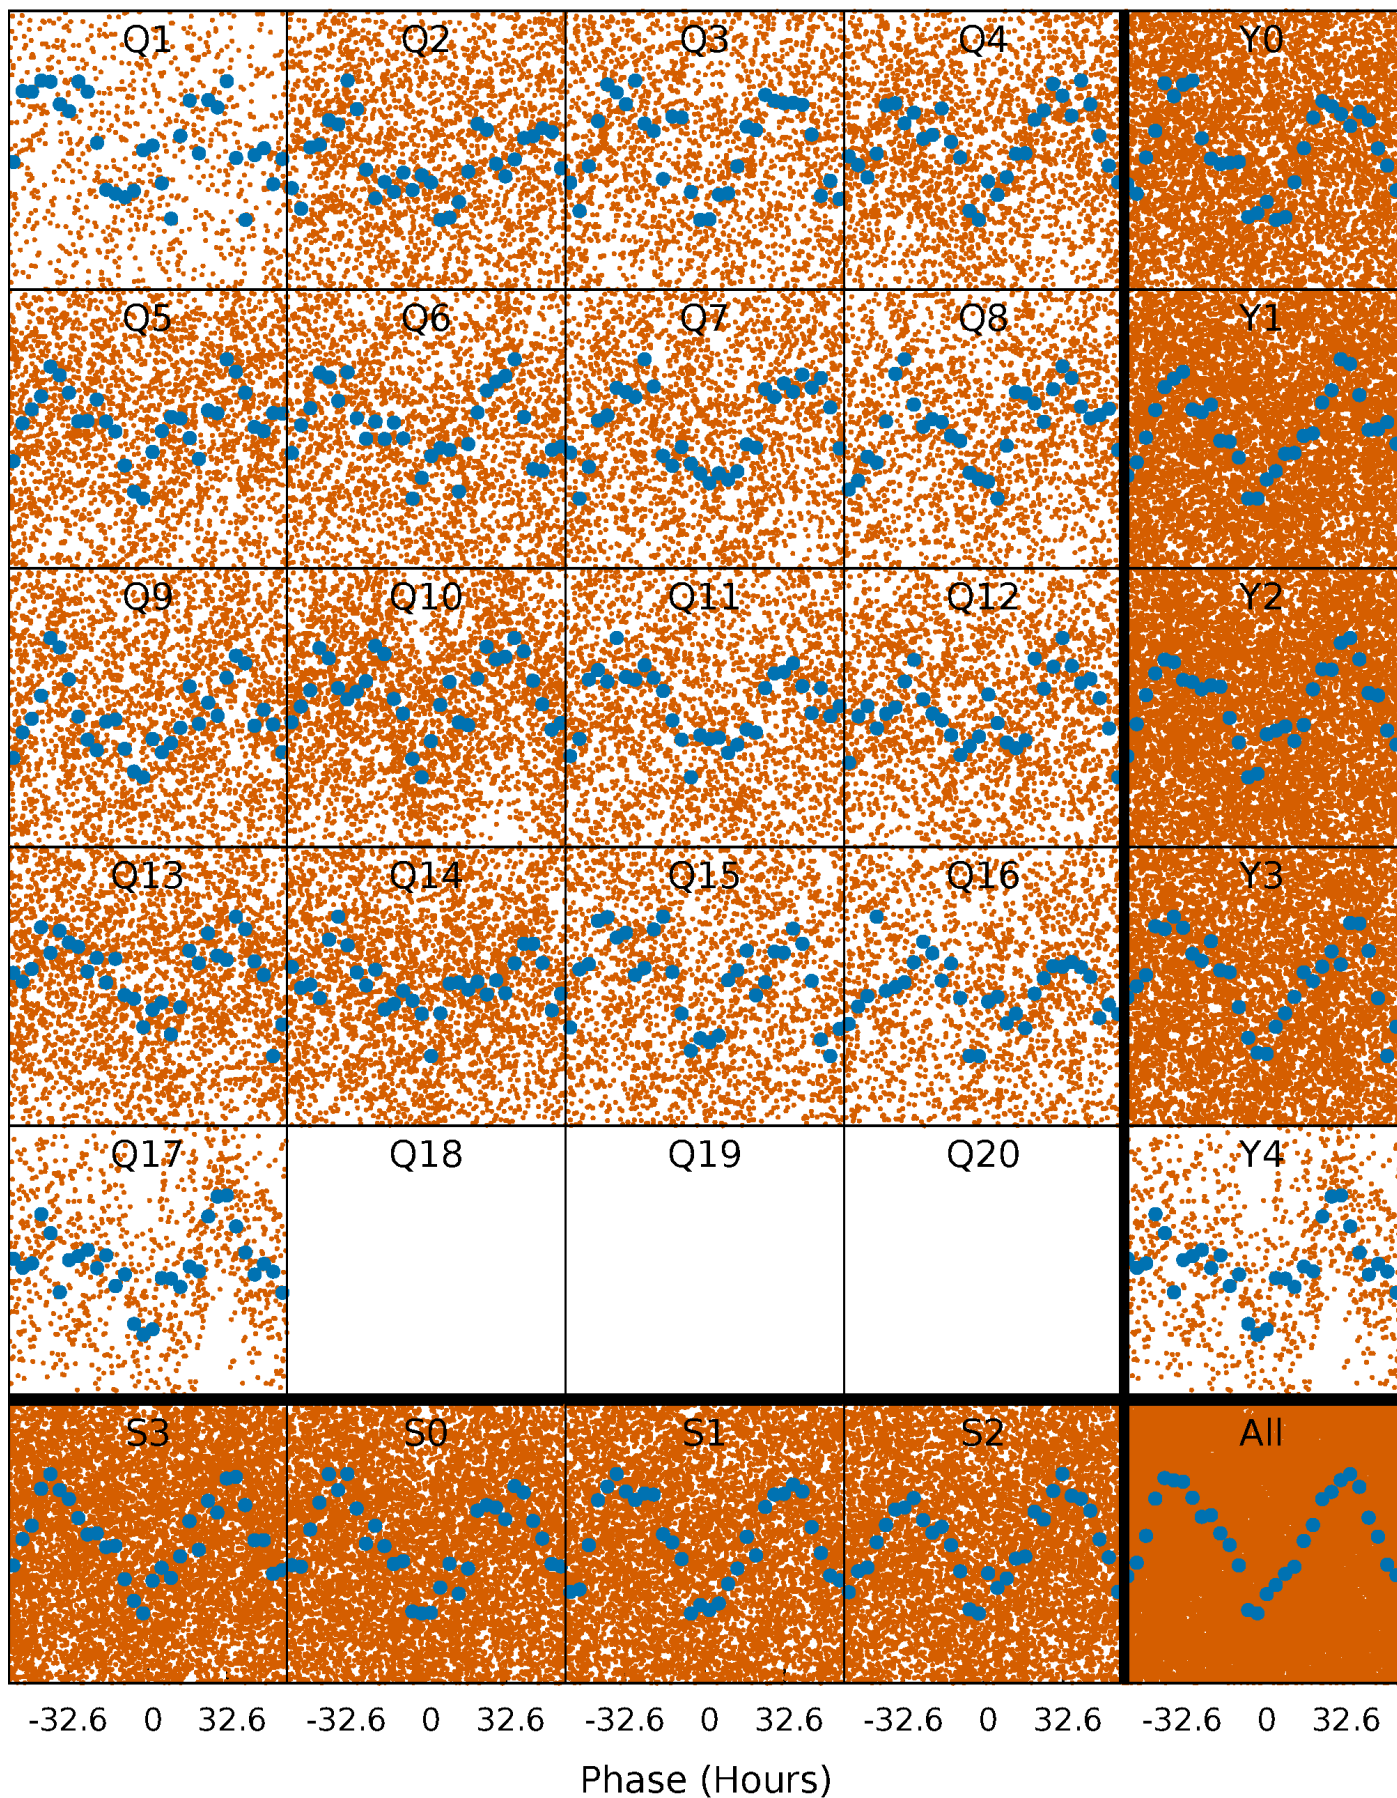 Q1 Q2 Q3 Q4 Y0
Q5 Q6 Q7 Q8 Y1
Q9 Q10 Q11 Q12 Y2
Q13 Q14 Q15 Q16 Y3
Q17 Q18 Q19 Q20 Y4
S3 S0 S1 S2 All
-32.6 0 32.6 -32.6 0 32.6 -32.6 0 32.6 -32.6 0 32.6 -32.6 0 32.6
Phase (Hours)